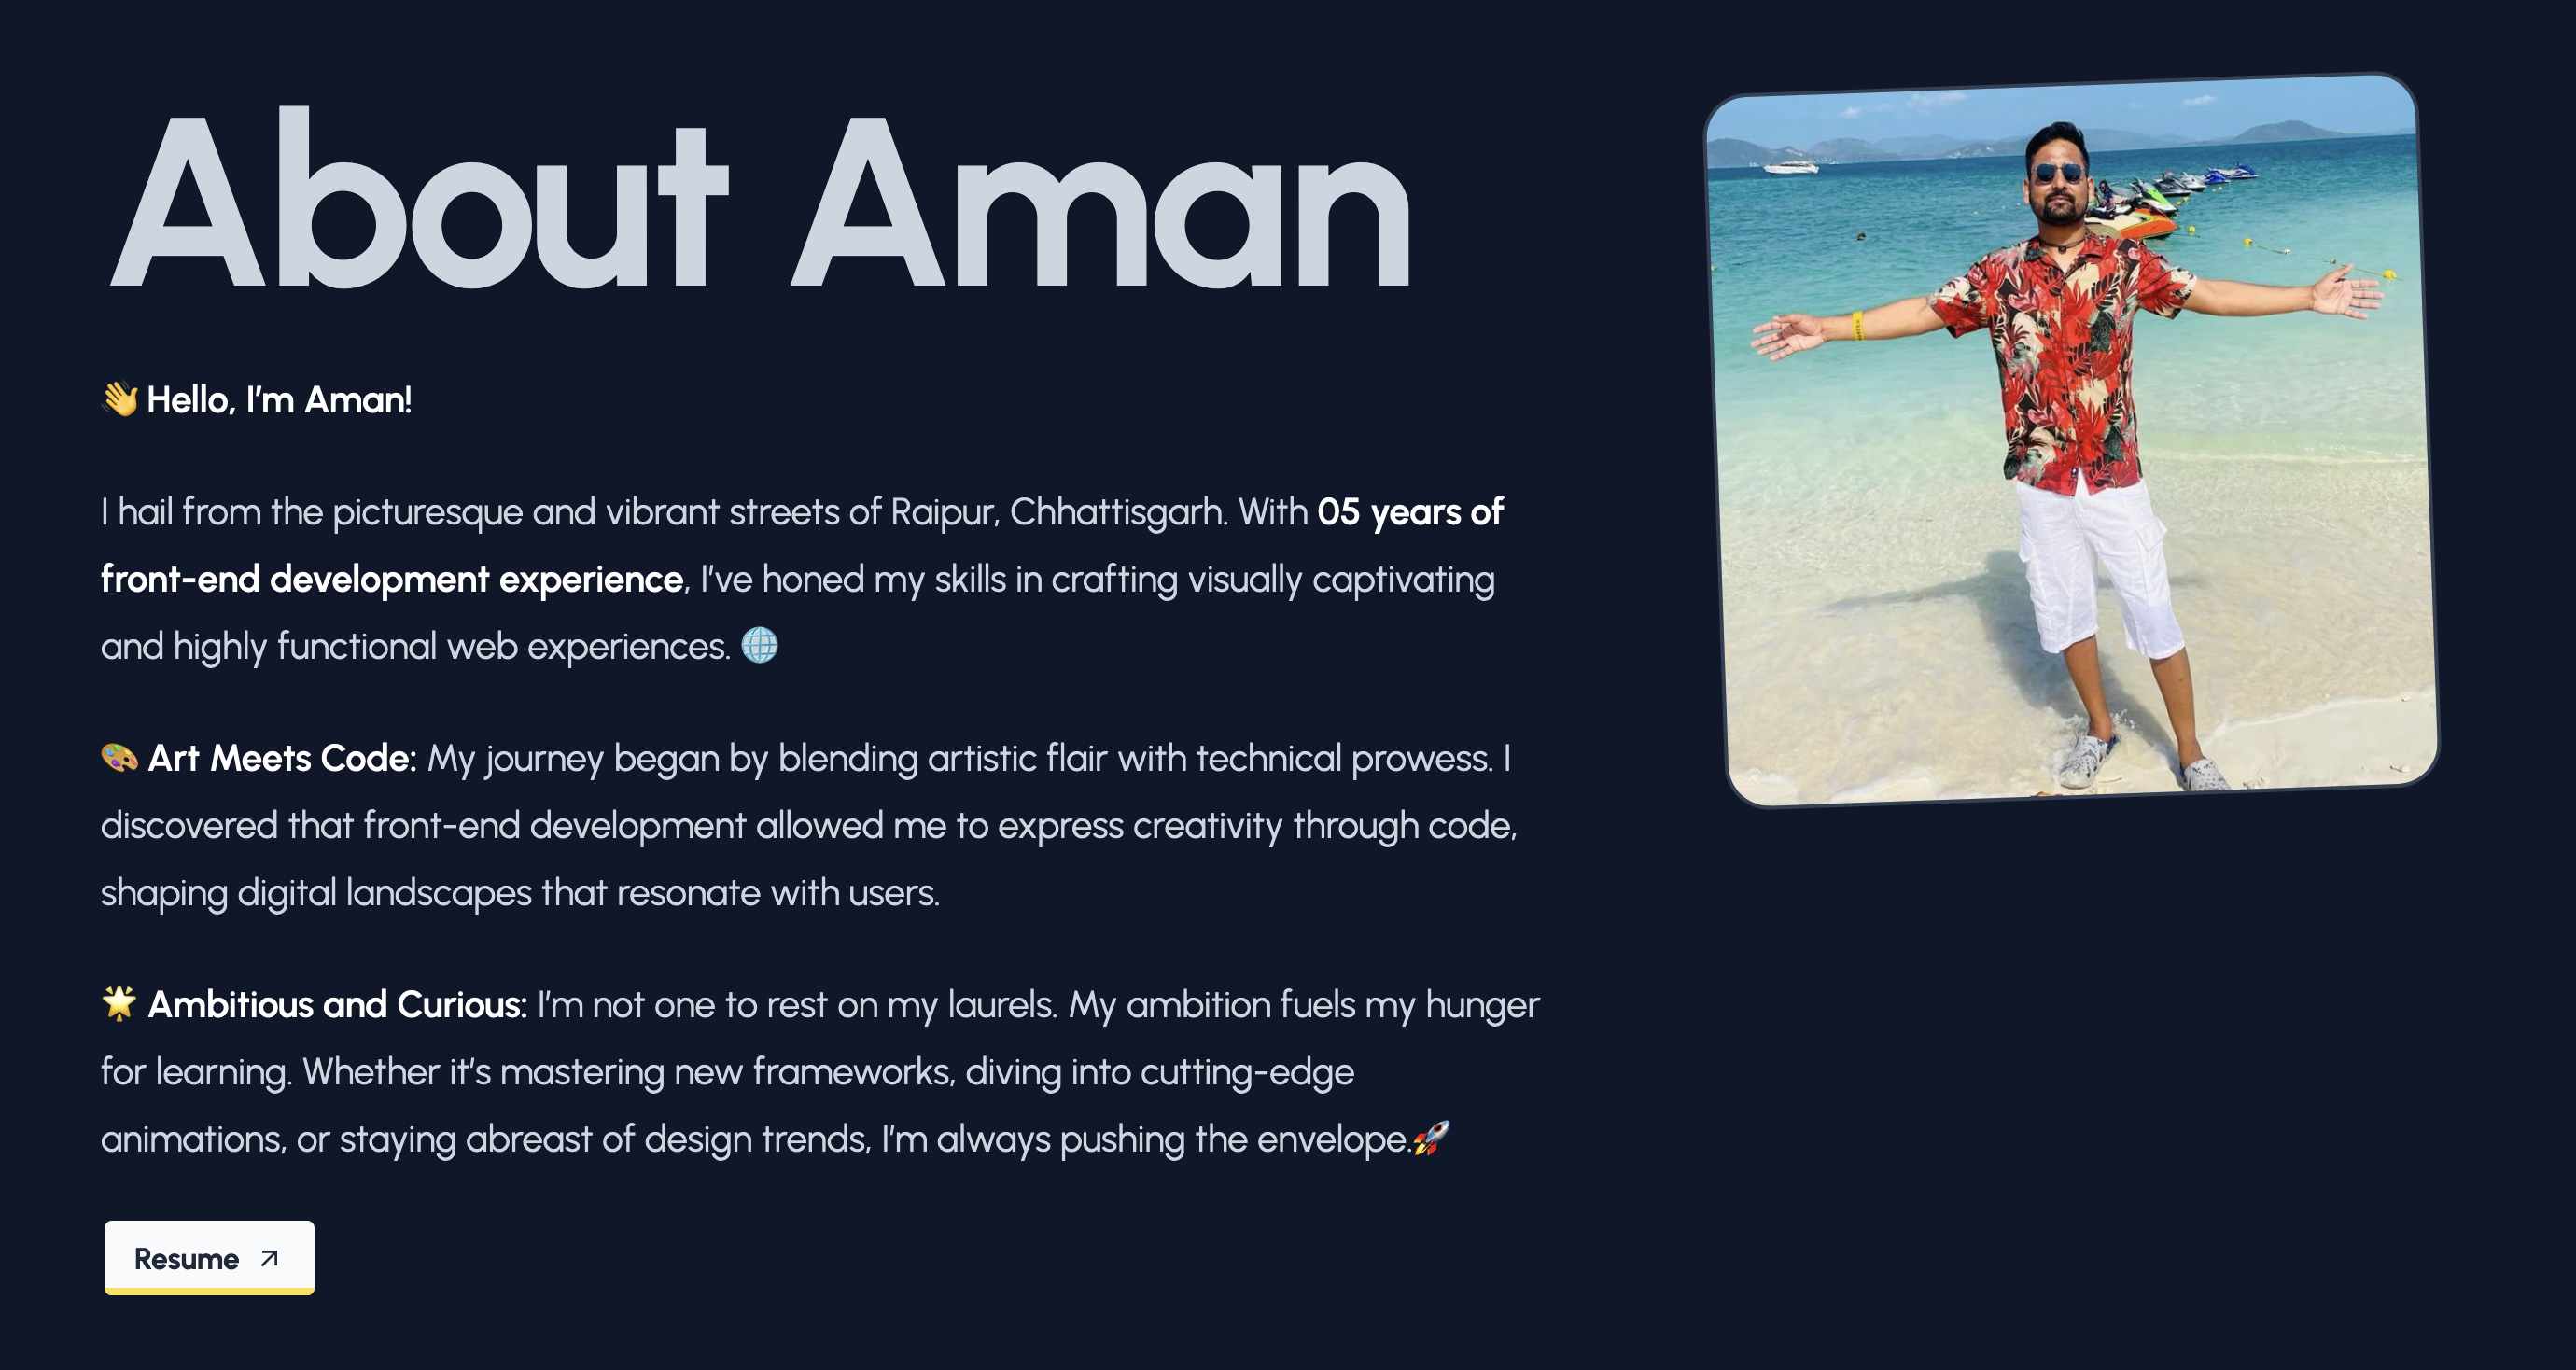 About Aman
👋 Hello, I’m Aman!
I hail from the picturesque and vibrant streets of Raipur, Chhattisgarh. With 05 years of
front-end development experience, I’ve honed my skills in crafting visually captivating
and highly functional web experiences. 🌐
🎨 Art Meets Code: My journey began by blending artistic flair with technical prowess. I
discovered that front-end development allowed me to express creativity through code,
shaping digital landscapes that resonate with users.
🌟 Ambitious and Curious: I’m not one to rest on my laurels. My ambition fuels my hunger
for learning. Whether it’s mastering new frameworks, diving into cutting-edge
animations, or staying abreast of design trends, I’m always pushing the envelope.🚀
Resume